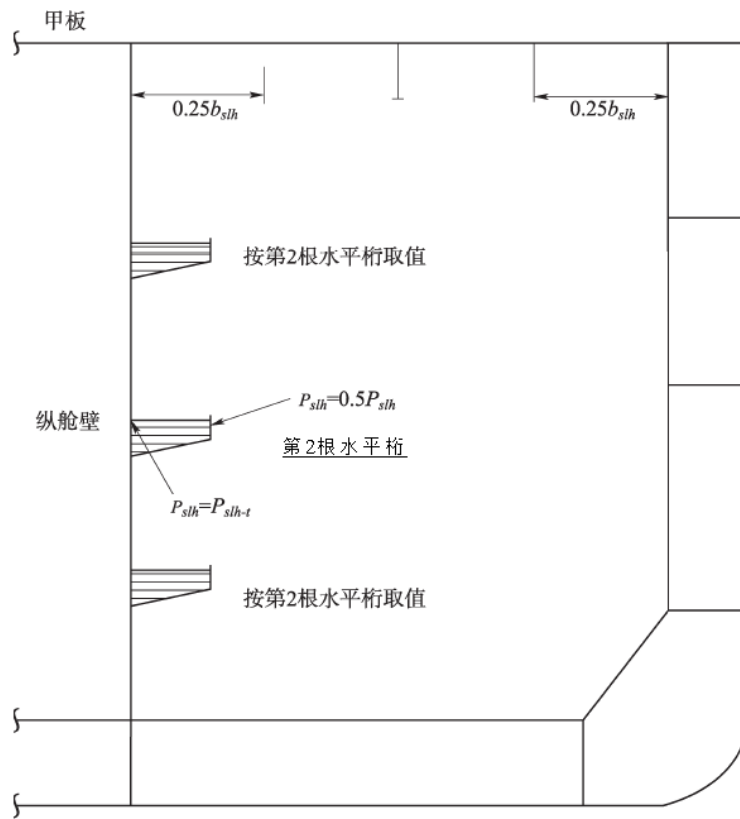 甲板
0.25b_slh
0.25b_slh
按第2根水平桁取值
P_slh=0.5P_slh
纵舱壁
第2根水平桁
P_slh=P_slh-t
按第2根水平桁取值